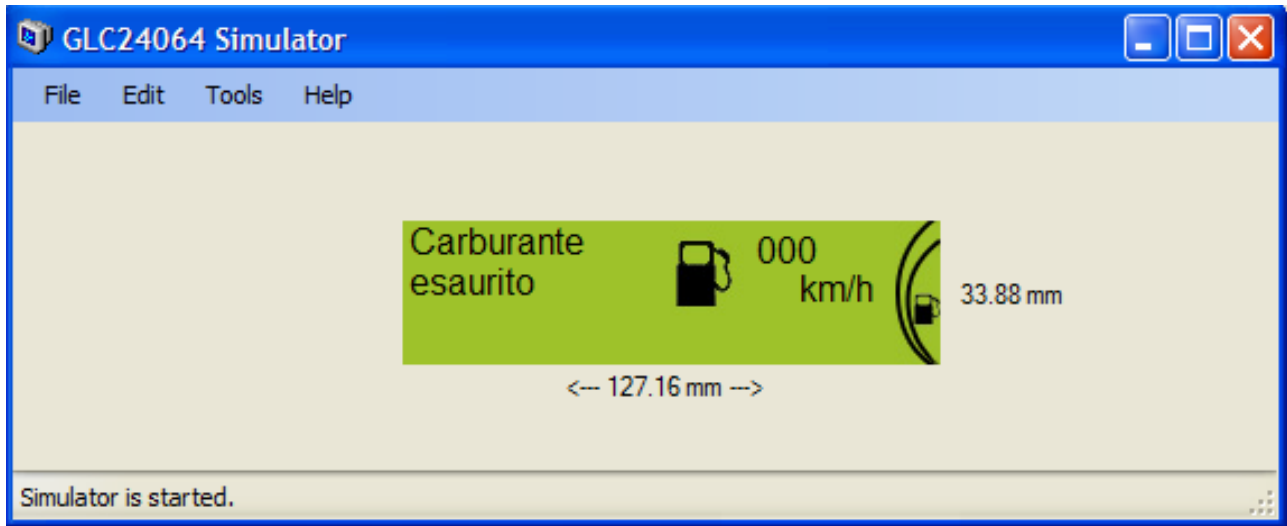 GLC24064 Simulator
File Edit Tools Help
Carburante
esaurito
000
km/h
33.88 mm
<--- 127.16 mm --->
Simulator is started.